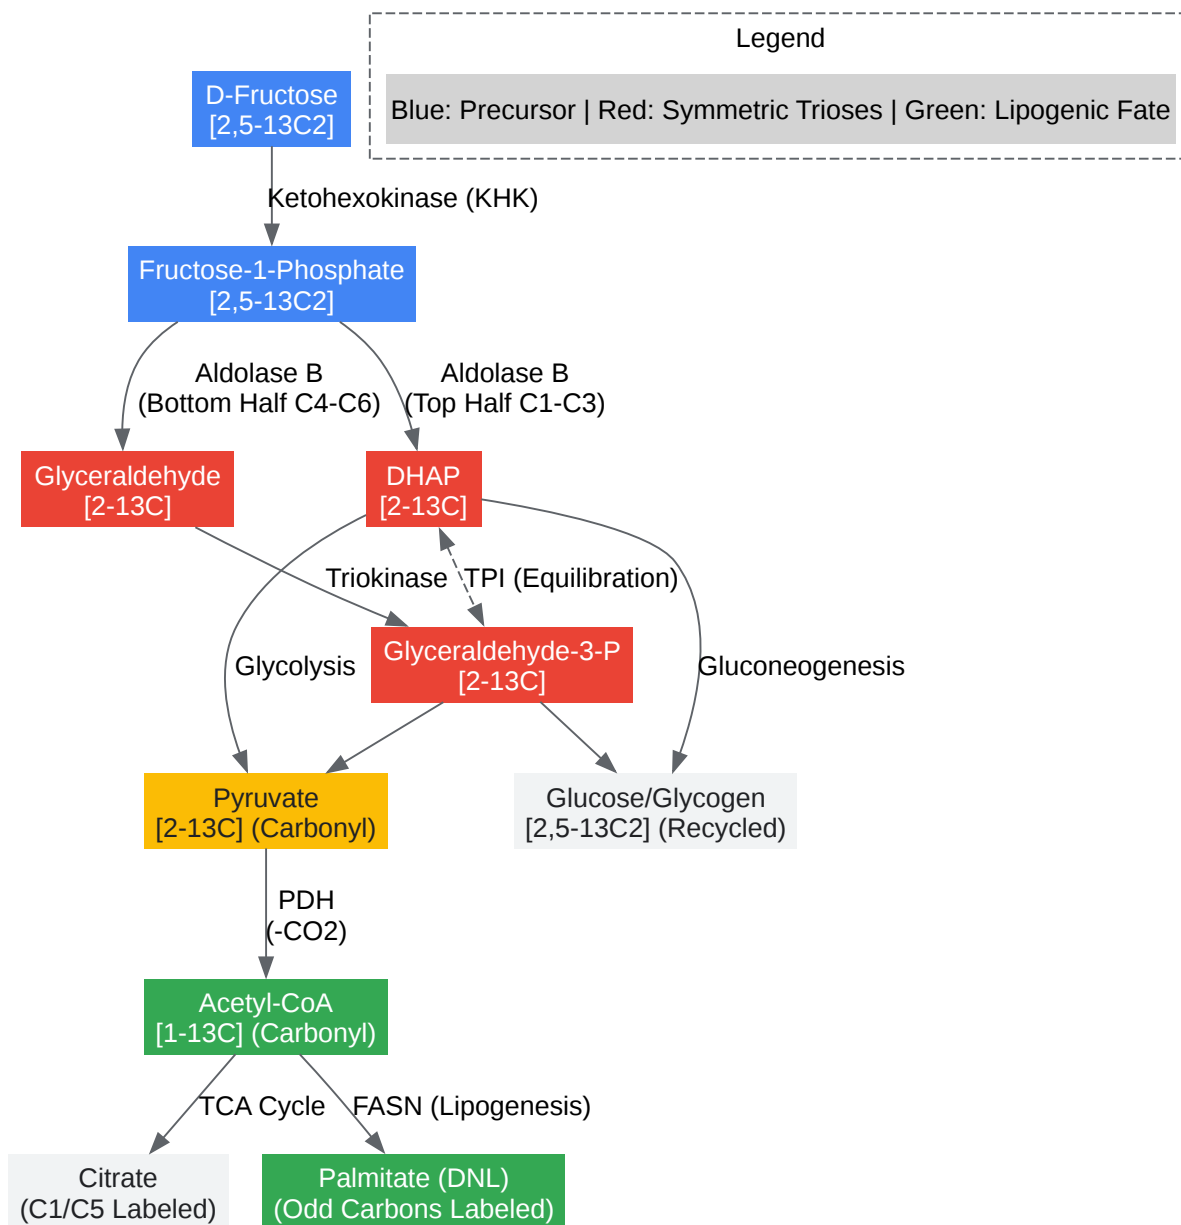 Legend
Blue: Precursor | Red: Symmetric Trioses | Green: Lipogenic Fate
D-Fructose
[2,5-13C2]
Ketohexokinase (KHK)
Fructose-1-Phosphate
[2,5-13C2]
Aldolase B
(Bottom Half C4-C6)
Aldolase B
(Top Half C1-C3)
Glyceraldehyde
[2-13C]
DHAP
[2-13C]
Triokinase
TPI (Equilibration)
Glyceraldehyde-3-P
[2-13C]
Glycolysis
Gluconeogenesis
Pyruvate
[2-13C] (Carbonyl)
Glucose/Glycogen
[2,5-13C2] (Recycled)
PDH
(-CO2)
Acetyl-CoA
[1-13C] (Carbonyl)
TCA Cycle
FASN (Lipogenesis)
Citrate
(C1/C5 Labeled)
Palmitate (DNL)
(Odd Carbons Labeled)